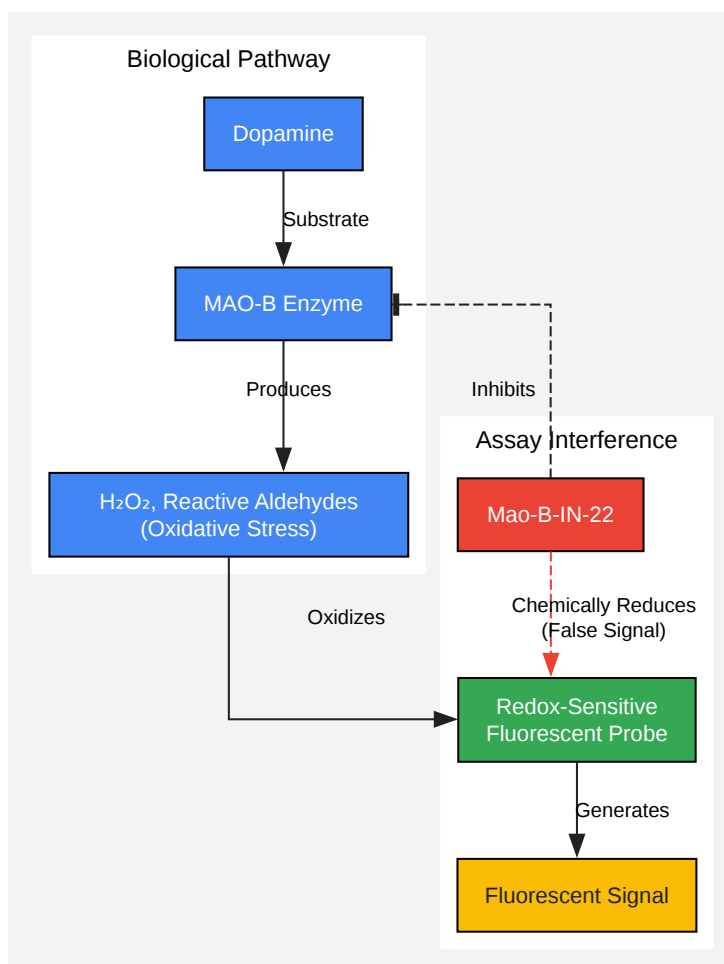 Biological Pathway
Dopamine
Substrate
MAO-B Enzyme
Produces
Inhibits
Assay Interference
H₂O₂, Reactive Aldehydes
(Oxidative Stress)
Mao-B-IN-22
Oxidizes
Chemically Reduces
(False Signal)
Redox-Sensitive
Fluorescent Probe
Generates
Fluorescent Signal